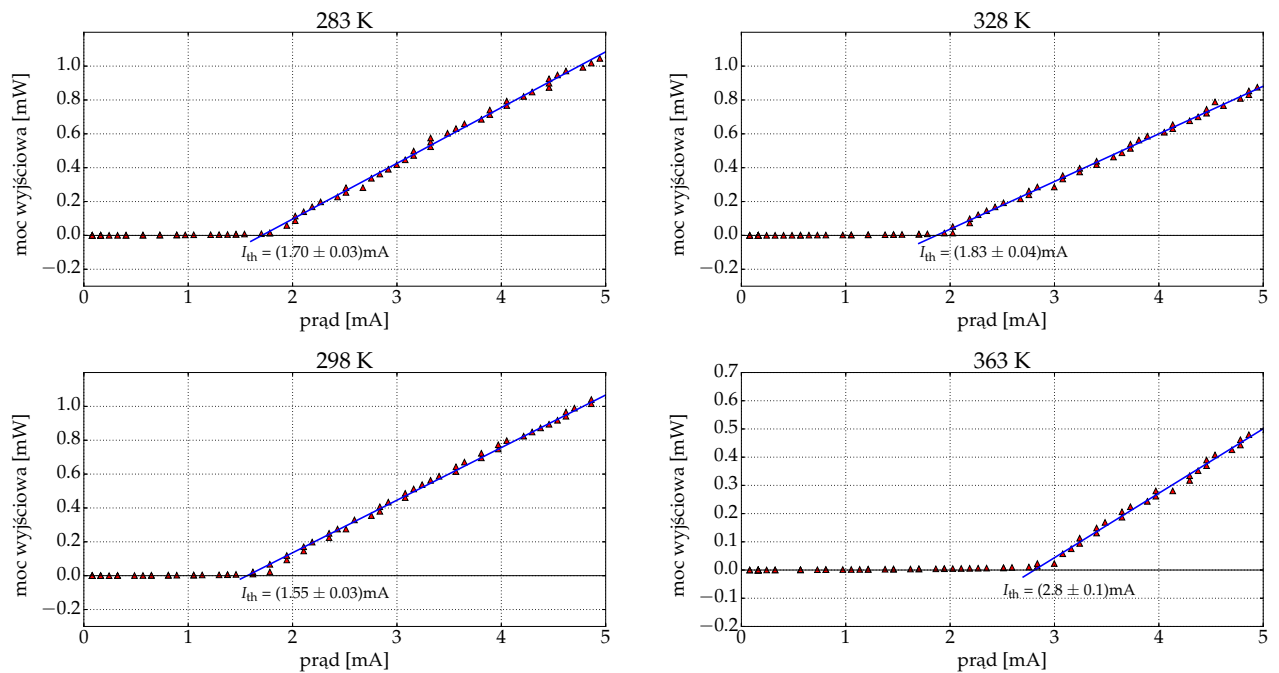 283 K
moc wyjściowa [mW]
1.0
0.8
0.6
0.4
0.2
0.0
−0.2
I_th = (1.70 ± 0.03)mA
0 1 2 3 4 5
prąd [mA]
328 K
moc wyjściowa [mW]
1.0
0.8
0.6
0.4
0.2
0.0
−0.2
I_th = (1.83 ± 0.04)mA
0 1 2 3 4 5
prąd [mA]
298 K
moc wyjściowa [mW]
1.0
0.8
0.6
0.4
0.2
0.0
−0.2
I_th = (1.55 ± 0.03)mA
0 1 2 3 4 5
prąd [mA]
363 K
moc wyjściowa [mW]
0.7
0.6
0.5
0.4
0.3
0.2
0.1
0.0
−0.1
−0.2
I_th = (2.8 ± 0.1)mA
0 1 2 3 4 5
prąd [mA]